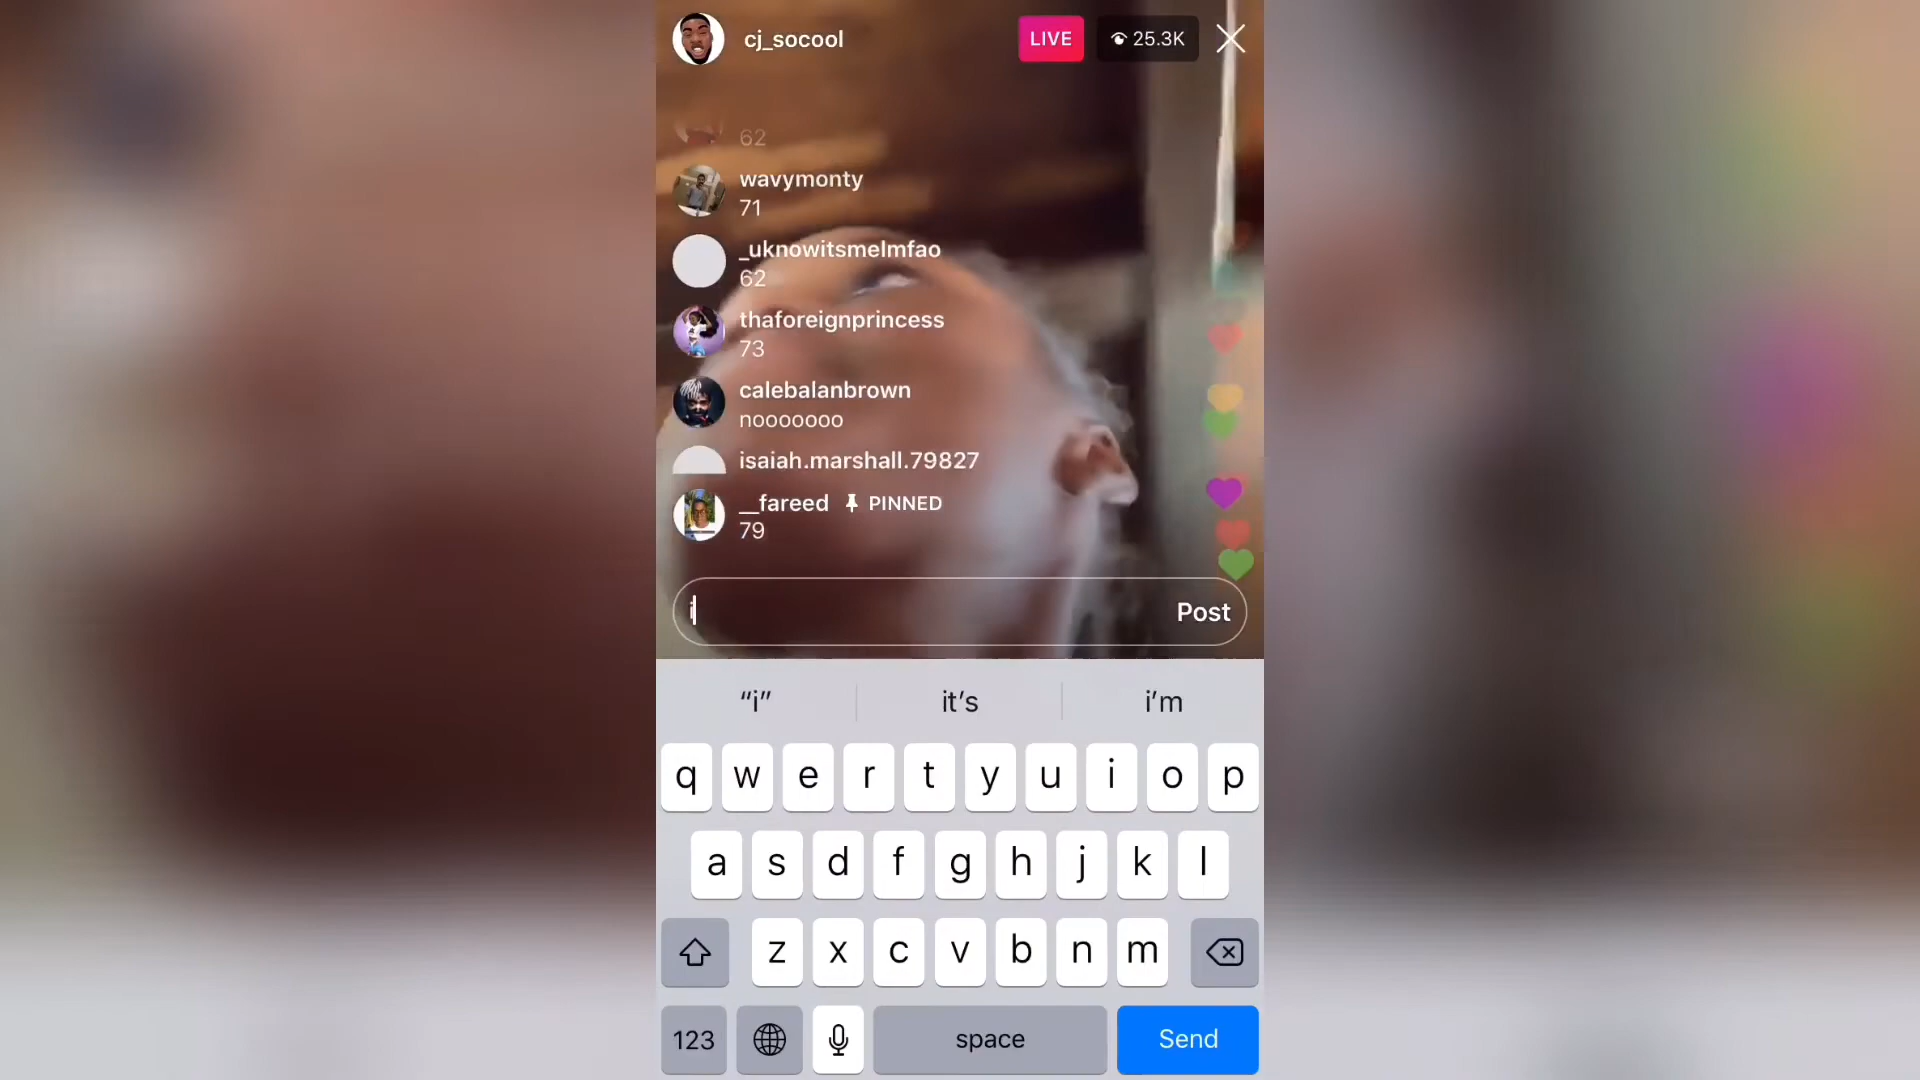 cj_socool
LIVE
25.3K
62
wavymonty
71
_uknowitsmelmfao
62
thaforeignprincess
73
calebalanbrown
nooooooo
isaiah.marshall.79827
__fareed PINNED
79
i
Post
“i”
it’s
i’m
q w e r t y u i o p
a s d f g h j k l
z x c v b n m
123
space
Send